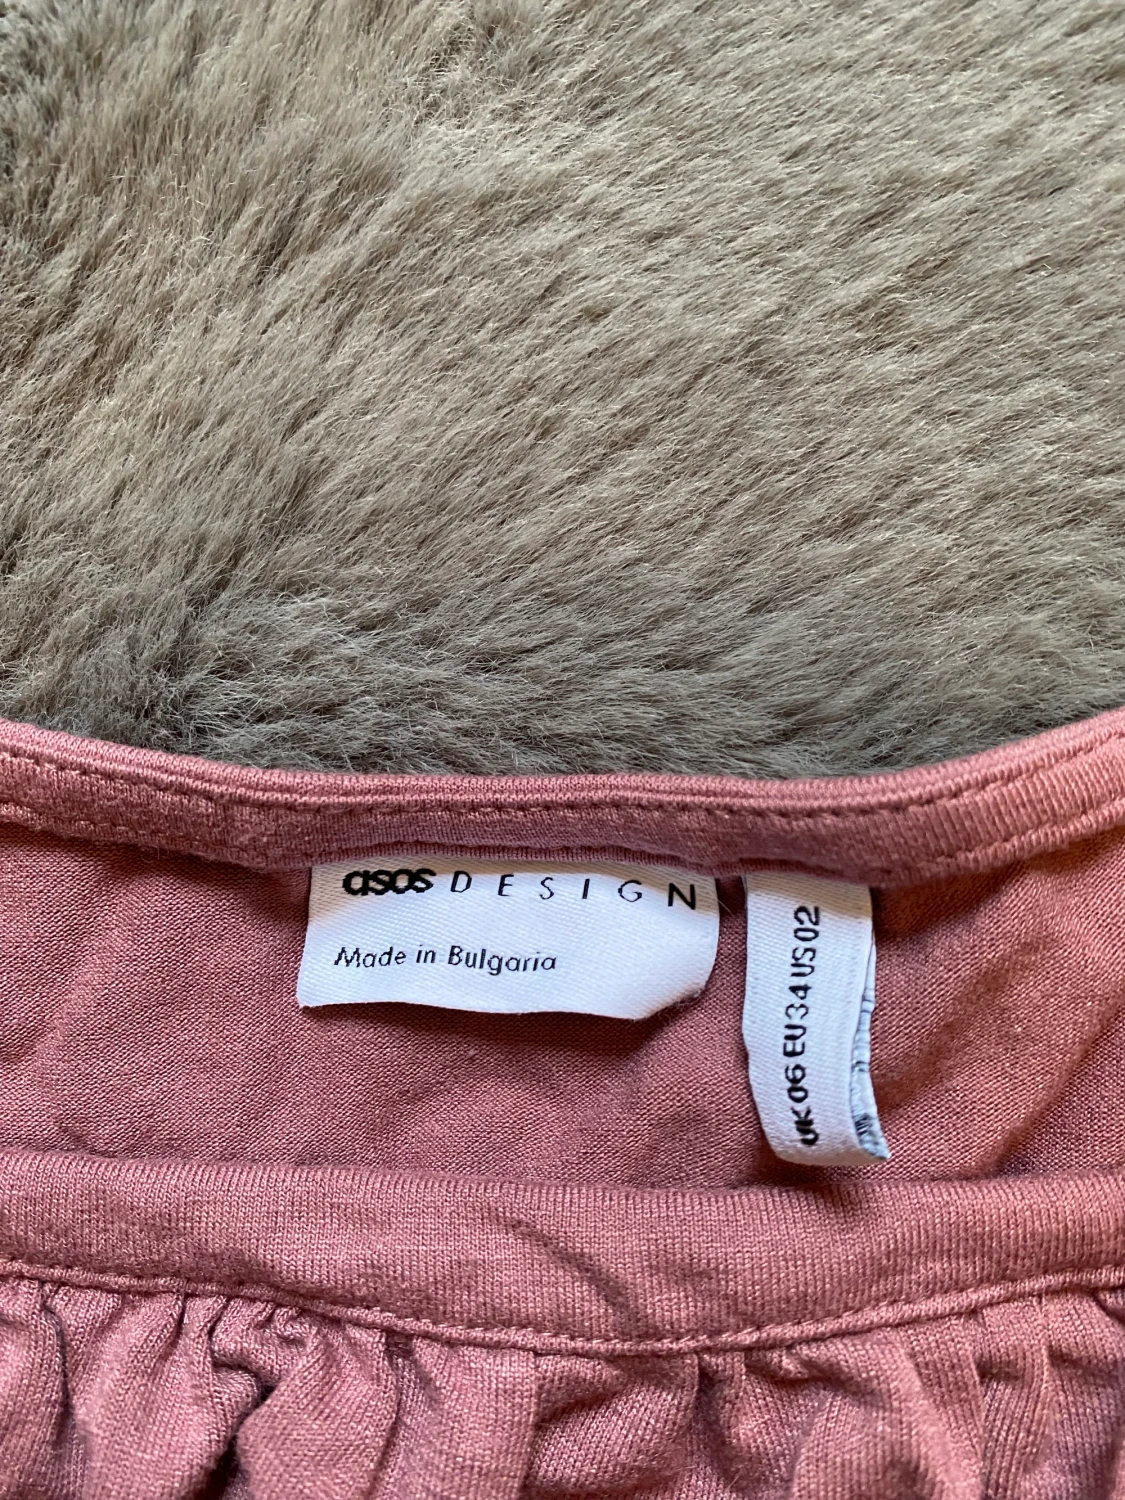 asos DESIGN
Made in Bulgaria
UK 06 EU 34 US 02